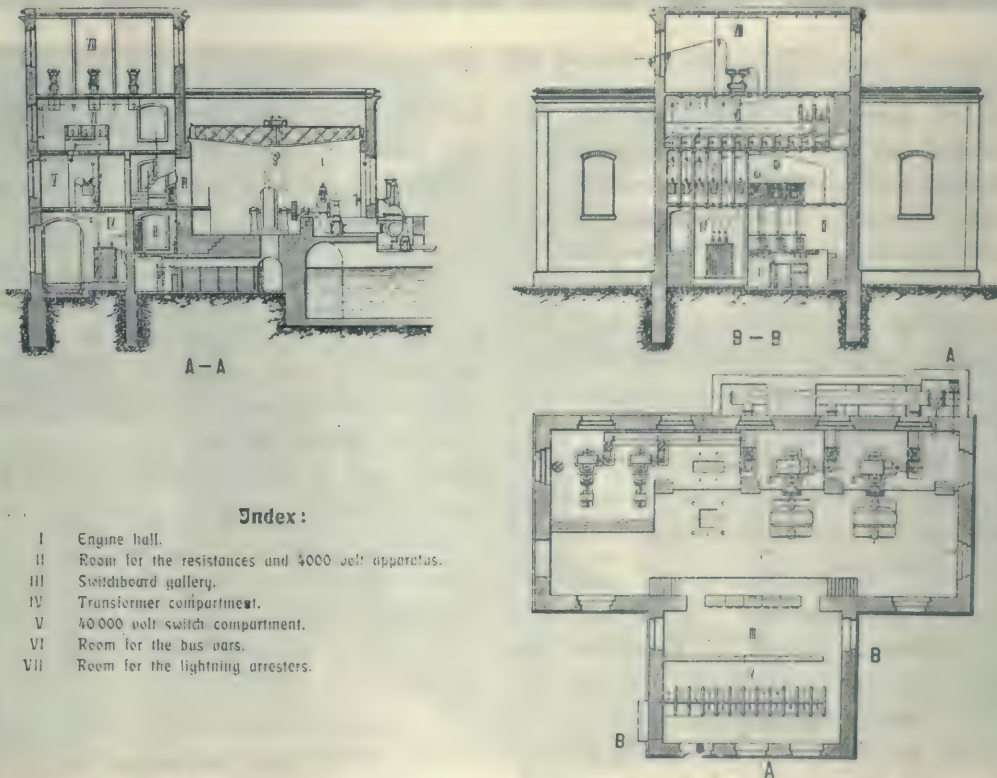 A – A
B – B
A
Index:
I Engine hall.
II Room for the resistances and 4000 volt apparatus.
III Switchboard gallery.
IV Transformer compartment.
V 40 000 volt switch compartment.
VI Room for the bus bars.
VII Room for the lightning arresters.
III
V
B
B
A